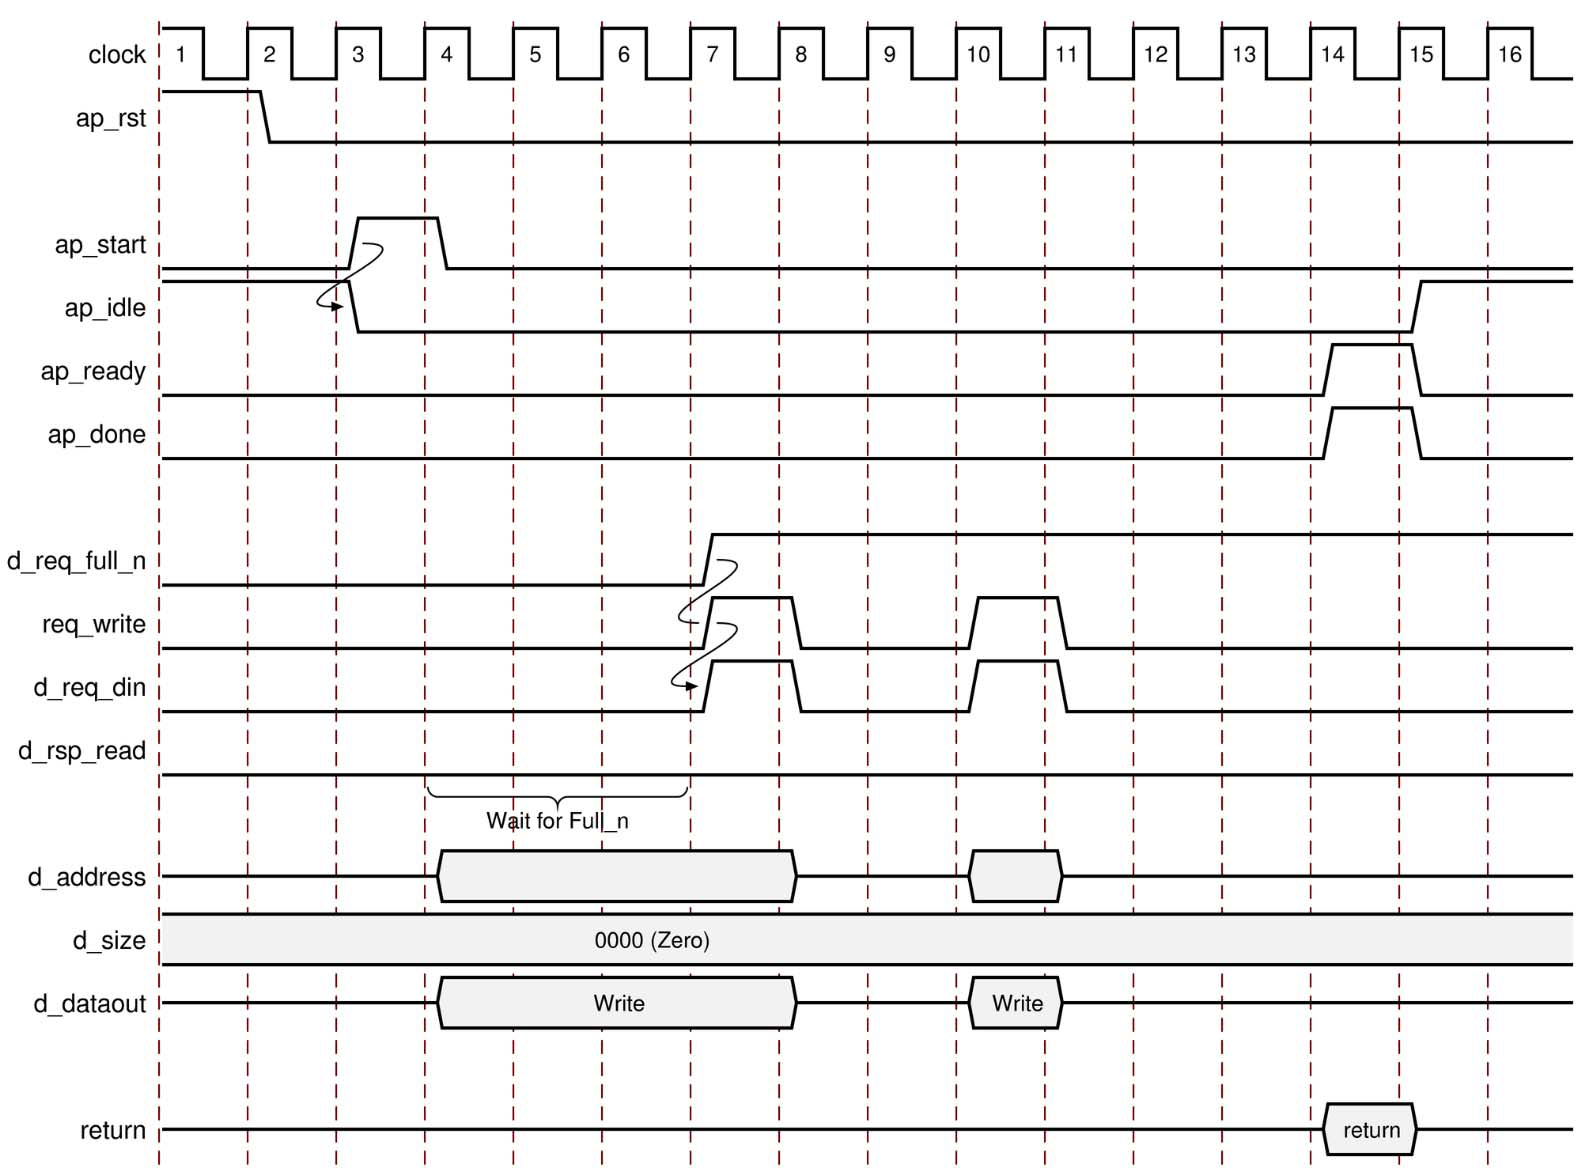 clock 1 2 3 4 5 6 7 8 9 10 11 12 13 14 15 16
ap_rst
ap_start
ap_idle
ap_ready
ap_done
d_req_full_n
req_write
d_req_din
d_rsp_read
Wait for Full_n
d_address
d_size 0000 (Zero)
d_dataout Write Write
return return